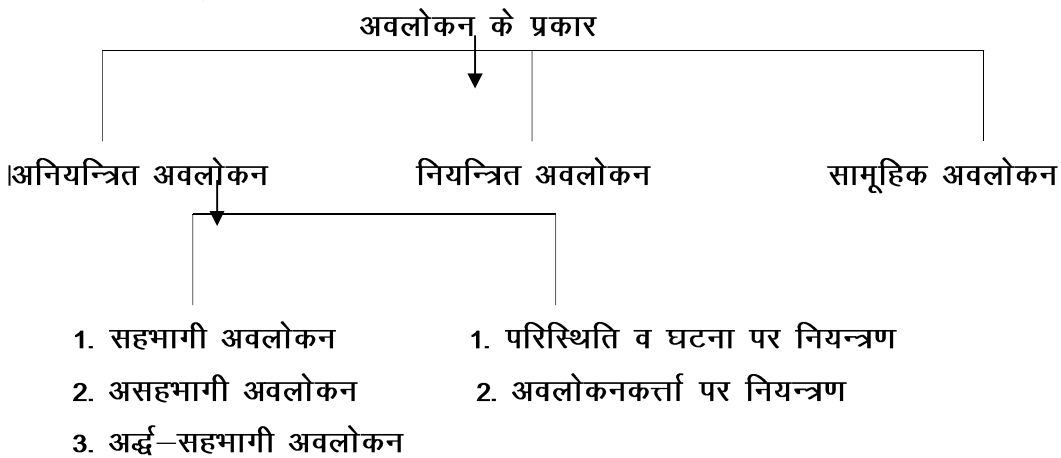 अवलोकन के प्रकार
अनियन्त्रित अवलोकन नियन्त्रित अवलोकन सामूहिक अवलोकन
1. सहभागी अवलोकन 1. परिस्थिति व घटना पर नियन्त्रण
2. असहभागी अवलोकन 2. अवलोकनकर्त्ता पर नियन्त्रण
3. अर्द्ध–सहभागी अवलोकन